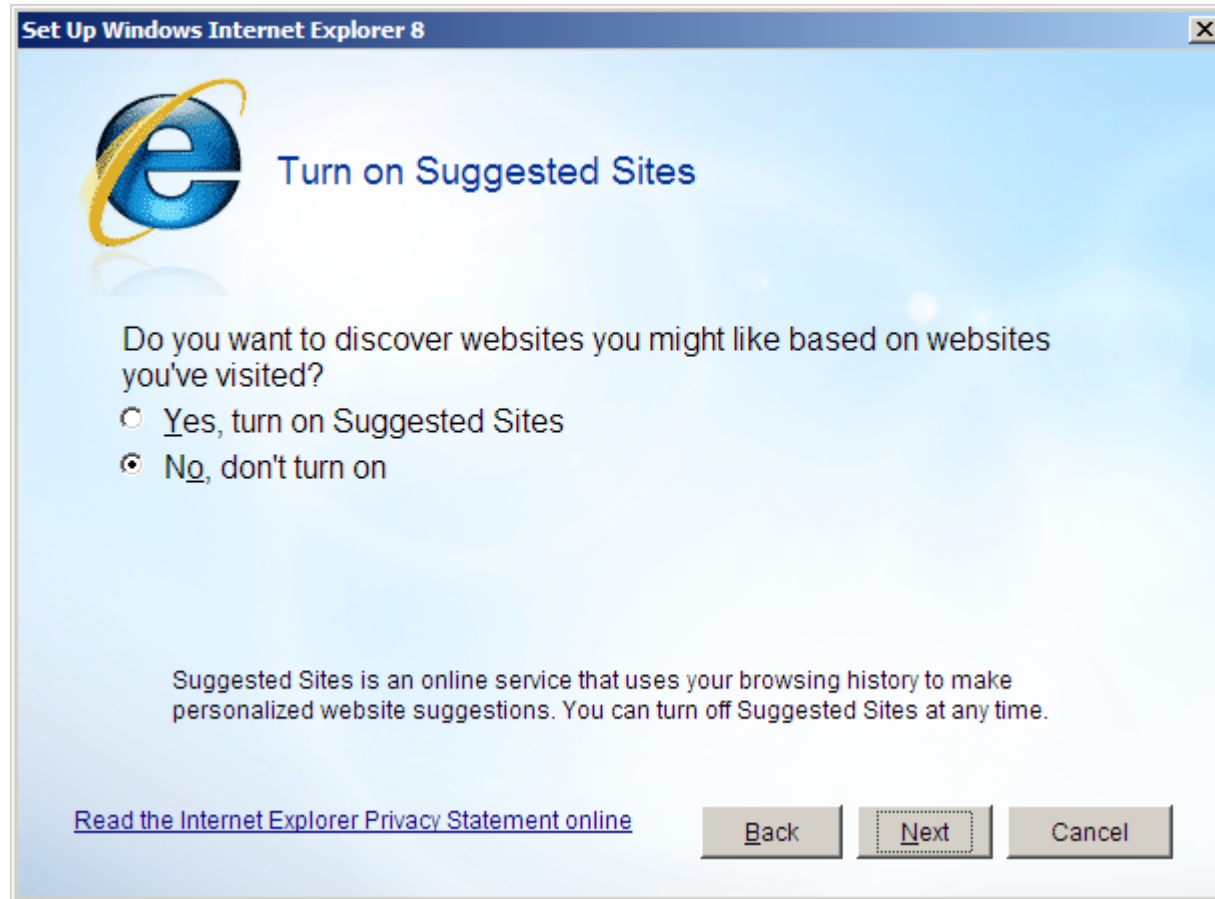 Set Up Windows Internet Explorer 8
Turn on Suggested Sites
Do you want to discover websites you might like based on websites
you've visited?
Yes, turn on Suggested Sites
No, don't turn on
Suggested Sites is an online service that uses your browsing history to make
personalized website suggestions. You can turn off Suggested Sites at any time.
Read the Internet Explorer Privacy Statement online
Back
Next
Cancel